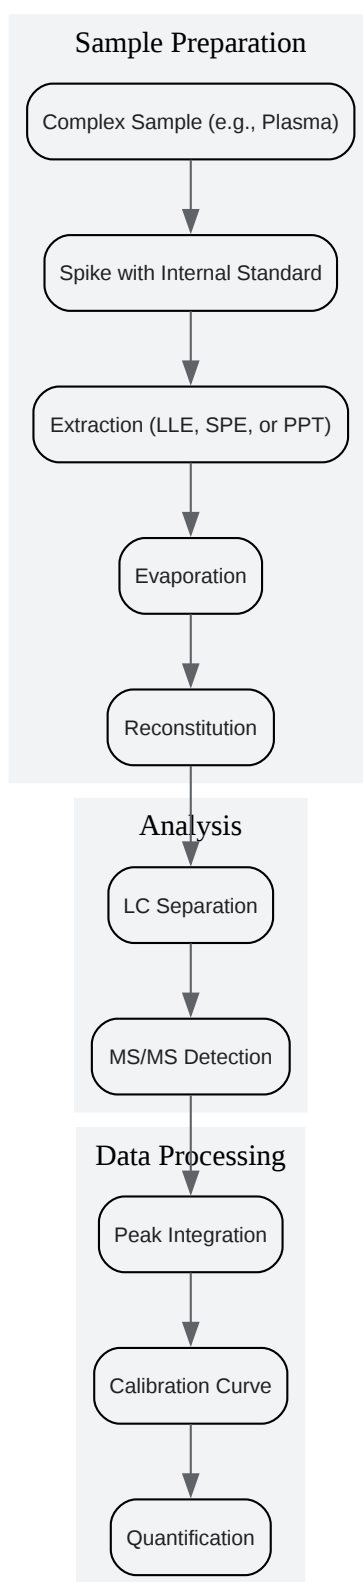 Sample Preparation
Complex Sample (e.g., Plasma)
Spike with Internal Standard
Extraction (LLE, SPE, or PPT)
Evaporation
Reconstitution
Analysis
LC Separation
MS/MS Detection
Data Processing
Peak Integration
Calibration Curve
Quantification